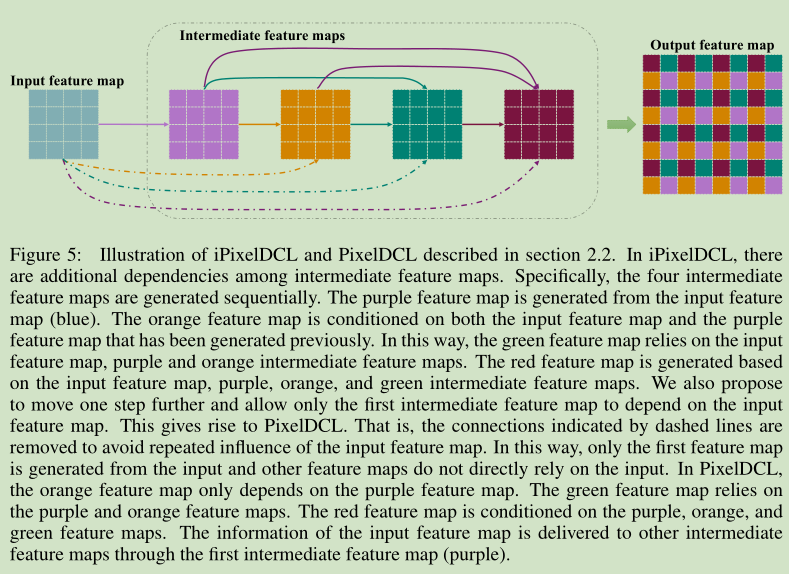 Intermediate feature maps
Output feature map
Input feature map
Figure 5: Illustration of iPixelDCL and PixelDCL described in section 2.2. In iPixelDCL, there
are additional dependencies among intermediate feature maps. Specifically, the four intermediate
feature maps are generated sequentially. The purple feature map is generated from the input feature
map (blue). The orange feature map is conditioned on both the input feature map and the purple
feature map that has been generated previously. In this way, the green feature map relies on the input
feature map, purple and orange intermediate feature maps. The red feature map is generated based
on the input feature map, purple, orange, and green intermediate feature maps. We also propose
to move one step further and allow only the first intermediate feature map to depend on the input
feature map. This gives rise to PixelDCL. That is, the connections indicated by dashed lines are
removed to avoid repeated influence of the input feature map. In this way, only the first feature map
is generated from the input and other feature maps do not directly rely on the input. In PixelDCL,
the orange feature map only depends on the purple feature map. The green feature map relies on
the purple and orange feature maps. The red feature map is conditioned on the purple, orange, and
green feature maps. The information of the input feature map is delivered to other intermediate
feature maps through the first intermediate feature map (purple).